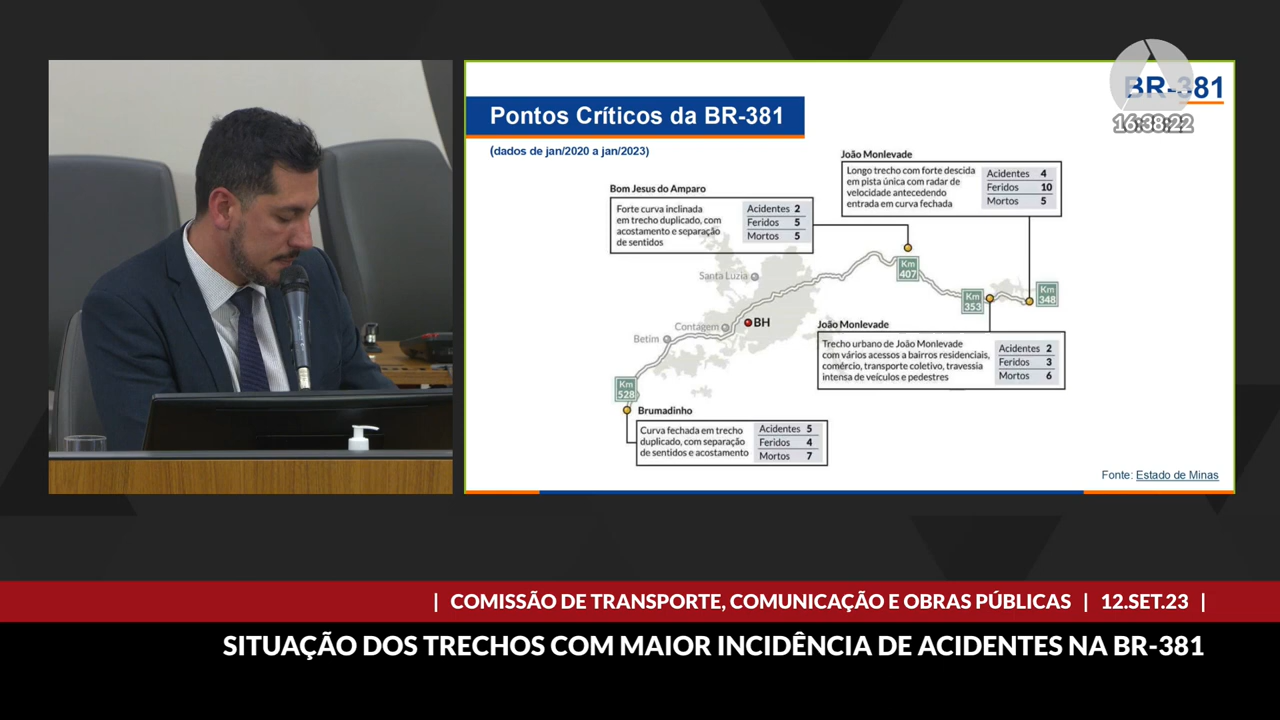 BR-381
16:38:22
Pontos Críticos da BR-381
(dados de jan/2020 a jan/2023)
João Monlevade
Longo trecho com forte descida
em pista única com radar de
velocidade antecedendo
entrada em curva fechada
Acidentes 4
Feridos 10
Mortos 5
Bom Jesus do Amparo
Forte curva inclinada
em trecho duplicado, com
acostamento e separação
de sentidos
Acidentes 2
Feridos 5
Mortos 5
Km
407
Santa Luzia
Km
353
Km
348
Contagem
BH
Betim
João Monlevade
Trecho urbano de João Monlevade
com vários acessos a bairros residenciais,
comércio, transporte coletivo, travessia
intensa de veículos e pedestres
Acidentes 2
Feridos 3
Mortos 6
Km
528
Brumadinho
Curva fechada em trecho
duplicado, com separação
de sentidos e acostamento
Acidentes 5
Feridos 4
Mortos 7
Fonte: Estado de Minas
| COMISSÃO DE TRANSPORTE, COMUNICAÇÃO E OBRAS PÚBLICAS | 12.SET.23 |
SITUAÇÃO DOS TRECHOS COM MAIOR INCIDÊNCIA DE ACIDENTES NA BR-381